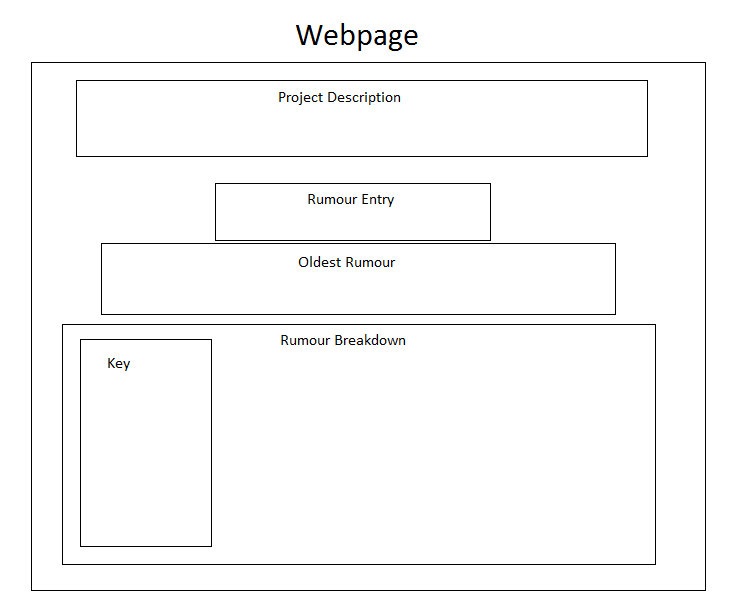 Webpage
Project Description
Rumour Entry
Oldest Rumour
Rumour Breakdown
Key